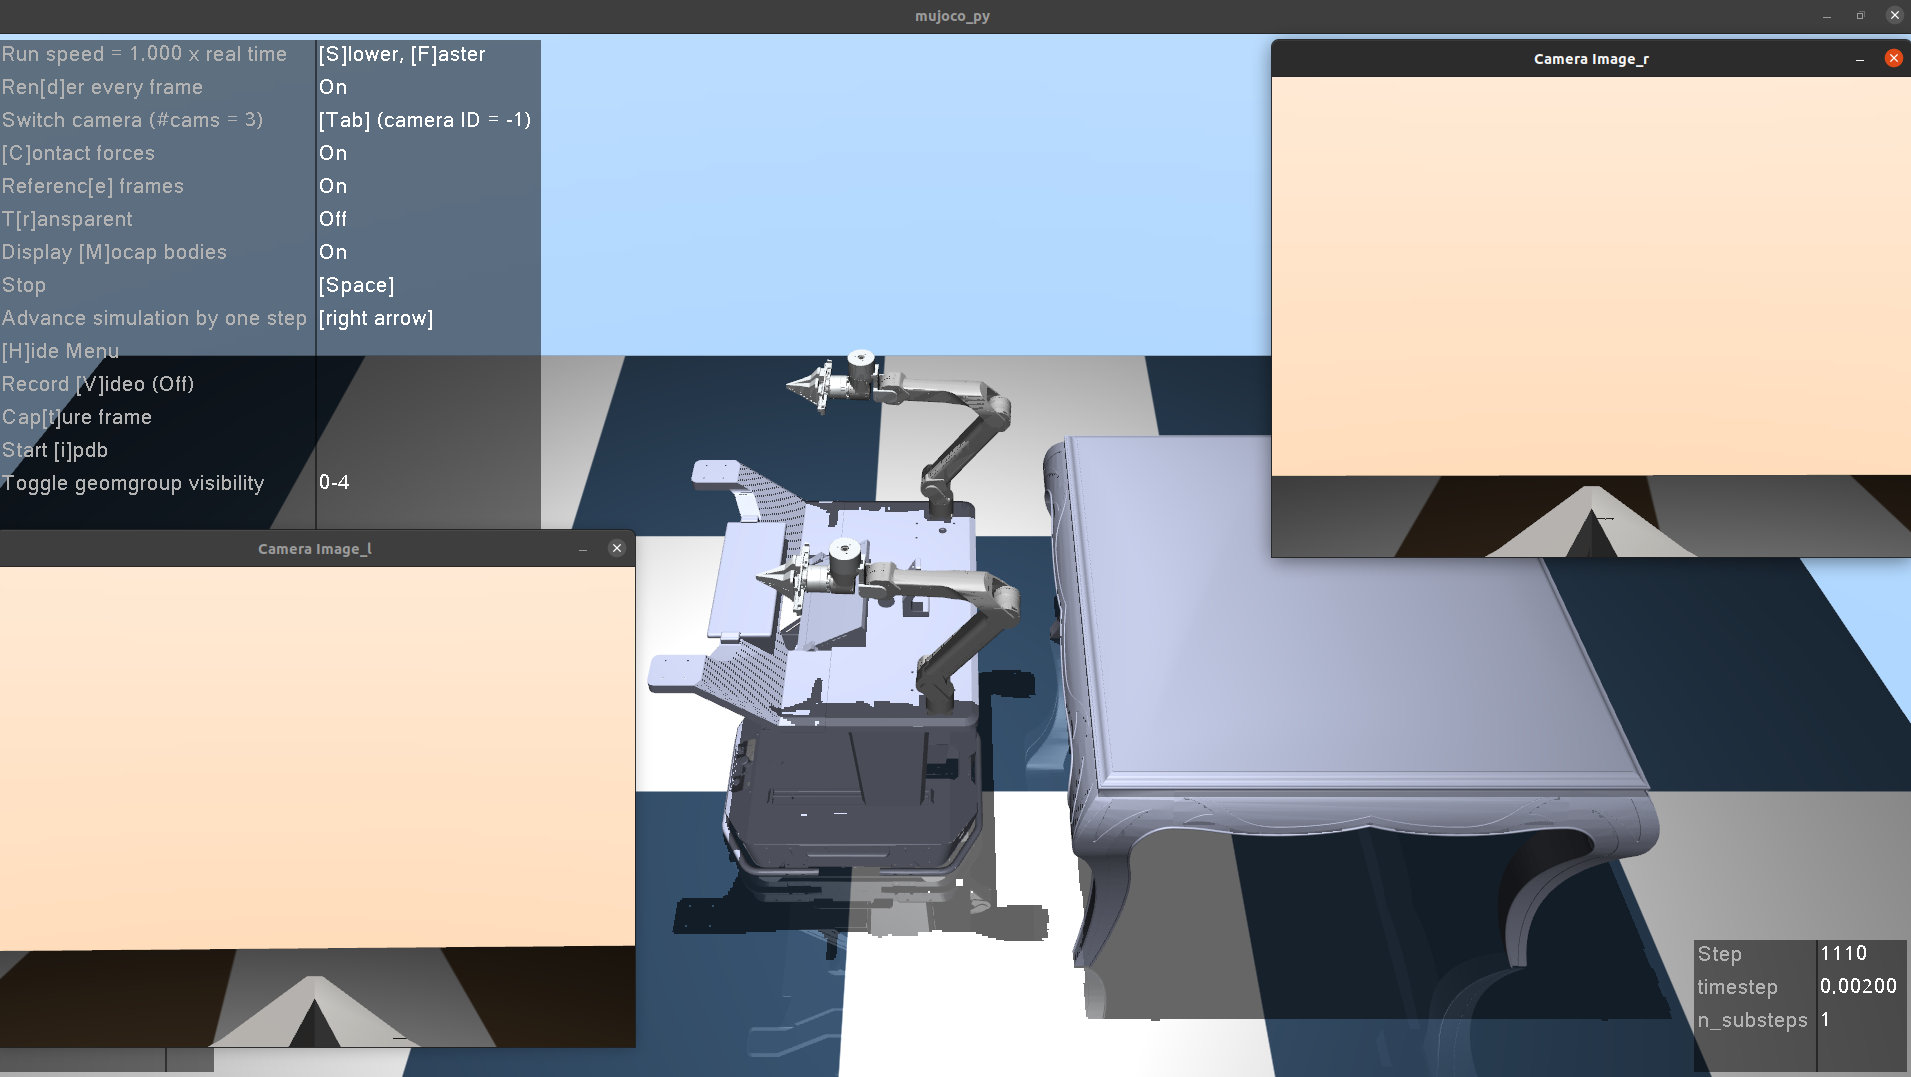 mujoco_py
Run speed = 1.000 x real time [S]lower, [F]aster
Ren[d]er every frame On
Switch camera (#cams = 3) [Tab] (camera ID = -1)
[C]ontact forces On
Referenc[e] frames On
T[r]ansparent Off
Display [M]ocap bodies On
Stop [Space]
Advance simulation by one step [right arrow]
[H]ide Menu
Record [V]ideo (Off)
Cap[t]ure frame
Start [i]pdb
Toggle geomgroup visibility 0-4
Camera Image_r
Camera Image_l
Step 1110
timestep 0.00200
n_substeps 1